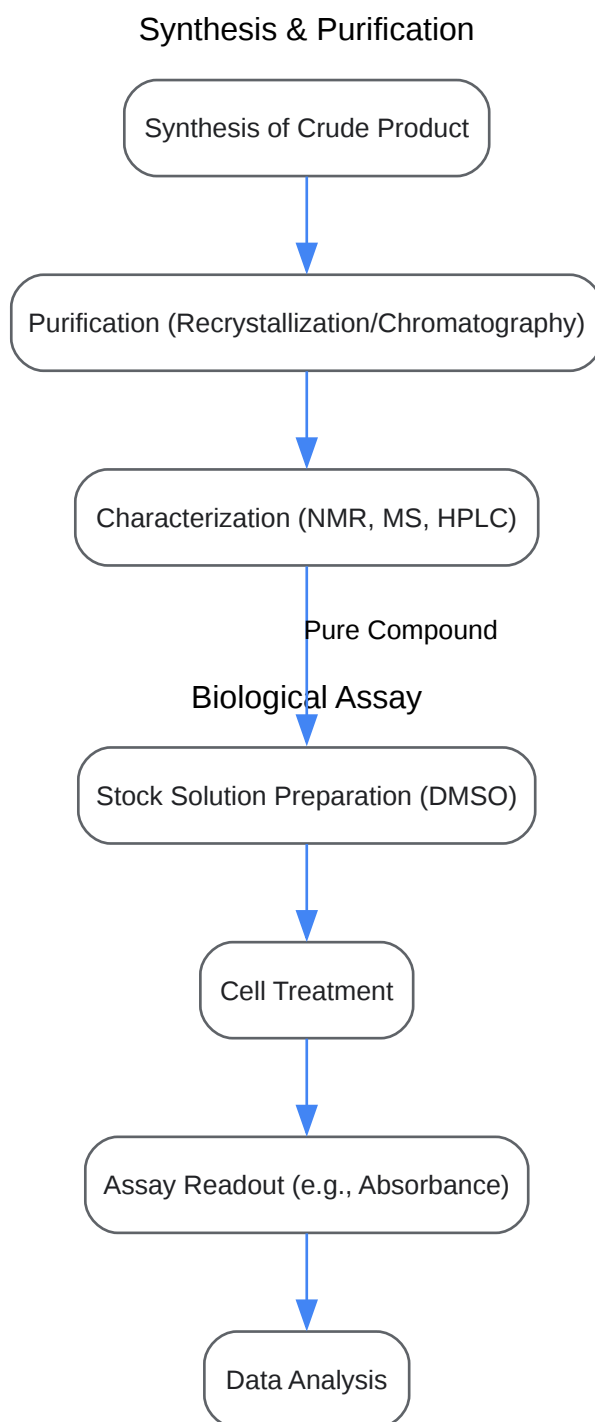 Synthesis & Purification
Synthesis of Crude Product
Purification (Recrystallization/Chromatography)
Characterization (NMR, MS, HPLC)
Pure Compound
Biological Assay
Stock Solution Preparation (DMSO)
Cell Treatment
Assay Readout (e.g., Absorbance)
Data Analysis